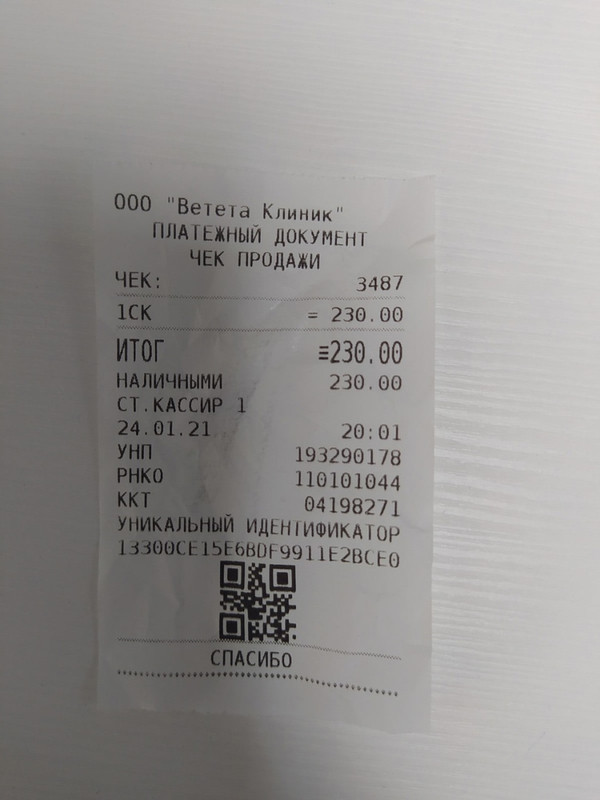 ООО "Ветета Клиник"
ПЛАТЕЖНЫЙ ДОКУМЕНТ
ЧЕК ПРОДАЖИ
ЧЕК: 3487
1СК = 230.00
ИТОГ =230.00
НАЛИЧНЫМИ 230.00
СТ.КАССИР 1
24.01.21 20:01
УНП 193290178
РНКО 110101044
ККТ 04198271
УНИКАЛЬНЫЙ ИДЕНТИФИКАТОР
13300CE15E6BDF9911E2BCE0
СПАСИБО